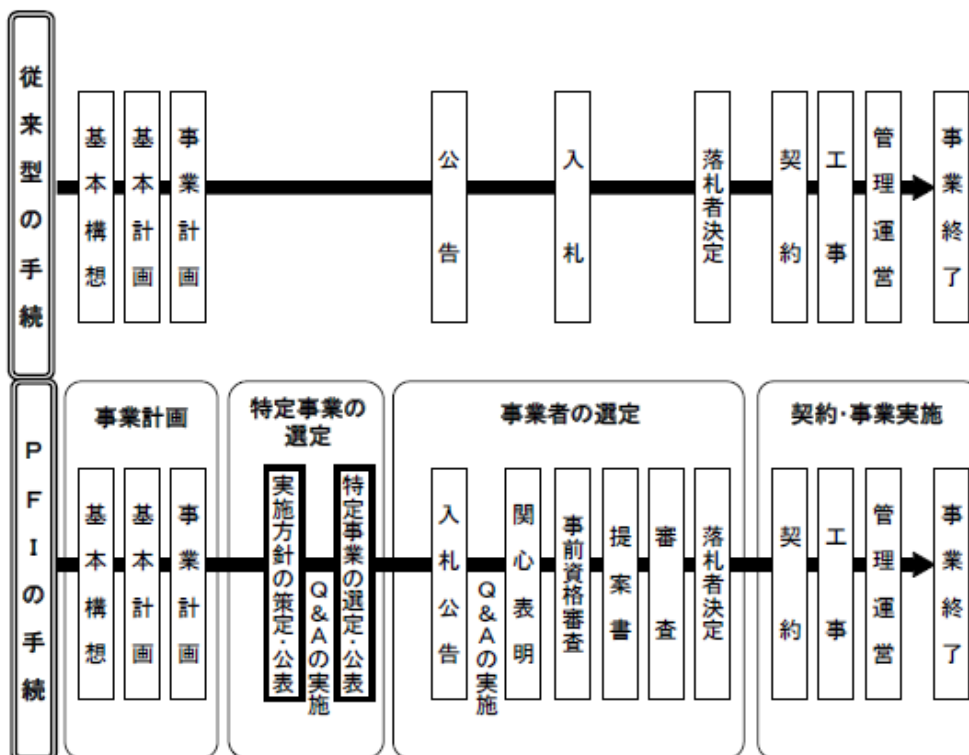 従来型の手続
基本構想
基本計画
事業計画
公告
入札
落札者決定
契約
工事
管理運営
事業終了
PFIの手続
事業計画
基本構想
基本計画
事業計画
特定事業の
選定
実施方針の策定・公表
Q&Aの実施
特定事業の選定・公表
事業者の選定
入札公告
Q&Aの実施
関心表明
事前資格審査
提案書
審査
落札者決定
契約・事業実施
契約
工事
管理運営
事業終了